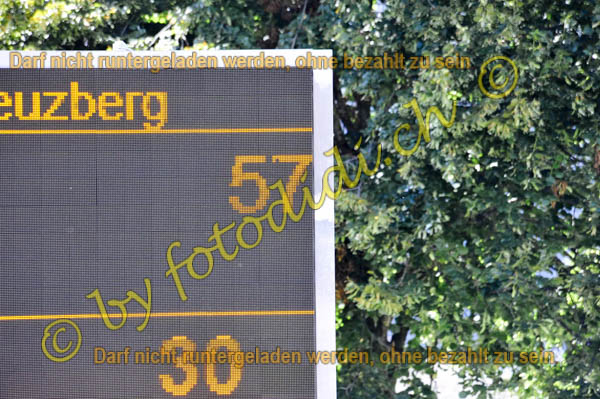 Darf nicht runtergeladen werden, ohne bezahlt zu sein
euzberg
57
© by fotodidi.ch ©
30
Darf nicht runtergeladen werden, ohne bezahlt zu sein